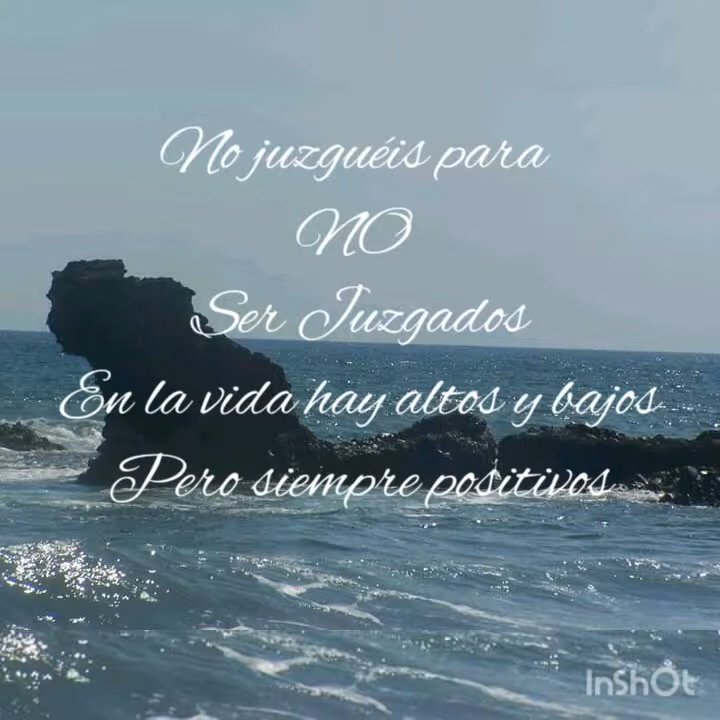 No juzguéis para
NO
Ser Juzgados
En la vida hay altos y bajos
Pero siempre positivos
InShOt